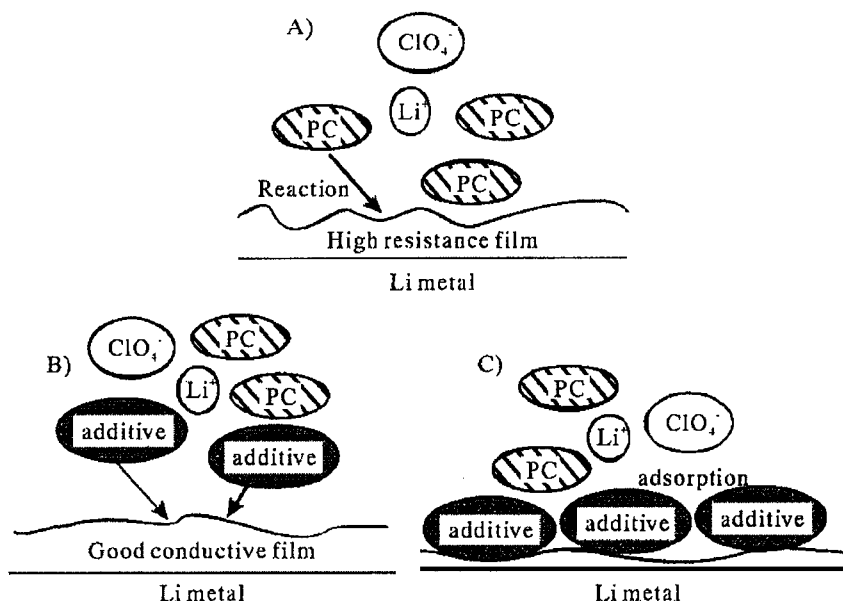 A)
ClO₄⁻
Li⁺
PC
PC
PC
Reaction
High resistance film
Li metal
B)
ClO₄⁻
PC
Li⁺
PC
additive
additive
Good conductive film
Li metal
C)
PC
Li⁺
ClO₄⁻
PC
adsorption
additive
additive
additive
Li metal